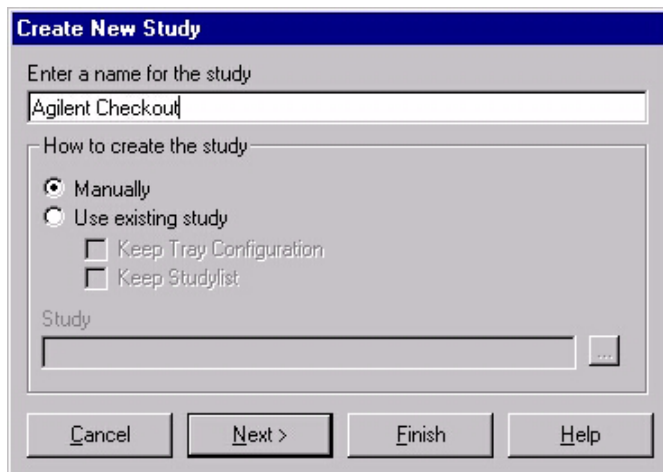 Create New Study
Enter a name for the study
Agilent Checkout
How to create the study
Manually
Use existing study
Keep Tray Configuration
Keep Studylist
Study
...
Cancel Next > Finish Help